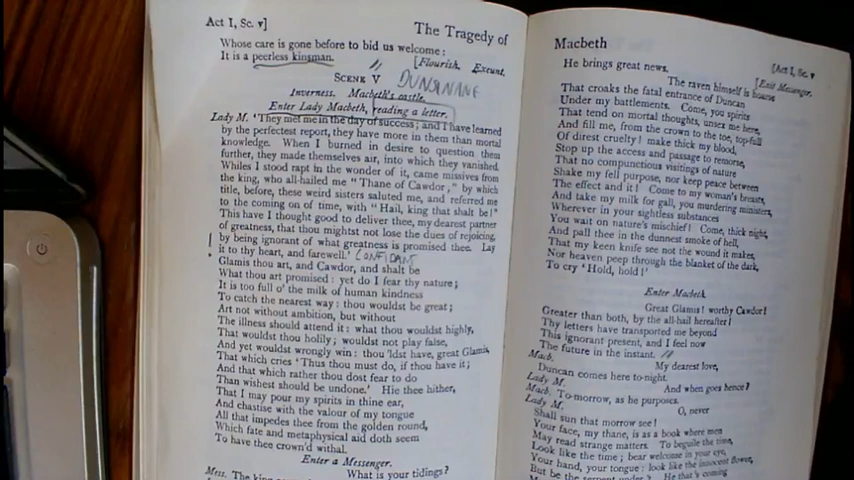 Act I, Sc. v]
The Tragedy of
Whose care is gone before to bid us welcome:
It is a peerless kinsman.
[Flourish. Exeunt.
SCENE V
DUNSINANE
Inverness. Macbeth's castle.
Enter Lady Macbeth, reading a letter.
Lady M. 'They met me in the day of success; and I have learned
by the perfectest report, they have more in them than mortal
knowledge. When I burned in desire to question them
further, they made themselves air, into which they vanished.
Whiles I stood rapt in the wonder of it, came missives from
the king, who all-hailed me "Thane of Cawdor," by which
title, before, these weird sisters saluted me, and referred me
to the coming on of time, with "Hail, king that shalt be!"
This have I thought good to deliver thee, my dearest partner
of greatness, that thou mightst not lose the dues of rejoicing,
by being ignorant of what greatness is promised thee. Lay
it to thy heart, and farewell.' CONFIDANT
Glamis thou art, and Cawdor, and shalt be
What thou art promised: yet do I fear thy nature;
It is too full o' the milk of human kindness
To catch the nearest way: thou wouldst be great;
Art not without ambition, but without
The illness should attend it: what thou wouldst highly,
That wouldst thou holily; wouldst not play false,
And yet wouldst wrongly win: thou'ldst have, great Glamis,
That which cries 'Thus thou must do, if thou have it;
And that which rather thou dost fear to do
Than wishest should be undone.' Hie thee hither,
That I may pour my spirits in thine ear,
And chastise with the valour of my tongue
All that impedes thee from the golden round,
Which fate and metaphysical aid doth seem
To have thee crown'd withal.
Enter a Messenger.
What is your tidings?
Mess. The king
Macbeth
[Act I, Sc. v
He brings great news.
[Exit Messenger.
The raven himself is hoarse
That croaks the fatal entrance of Duncan
Under my battlements. Come, you spirits
That tend on mortal thoughts, unsex me here,
And fill me, from the crown to the toe, top-full
Of direst cruelty! make thick my blood,
Stop up the access and passage to remorse,
That no compunctious visitings of nature
Shake my fell purpose, nor keep peace between
The effect and it! Come to my woman's breasts,
And take my milk for gall, you murdering ministers,
Wherever in your sightless substances
You wait on nature's mischief! Come, thick night,
And pall thee in the dunnest smoke of hell,
That my keen knife see not the wound it makes,
Nor heaven peep through the blanket of the dark,
To cry 'Hold, hold!'
Enter Macbeth
Great Glamis! worthy Cawdor!
Greater than both, by the all-hail hereafter!
Thy letters have transported me beyond
This ignorant present, and I feel now
The future in the instant.
Macb.
My dearest love,
Duncan comes here to-night.
Lady M.
And when goes hence?
Macb. To-morrow, as he purposes.
Lady M.
O, never
Shall sun that morrow see!
Your face, my thane, is as a book where men
May read strange matters. To beguile the time,
Look like the time; bear welcome in your eye,
Your hand, your tongue: look like the innocent flower,
But be the serpent under't. He that's coming